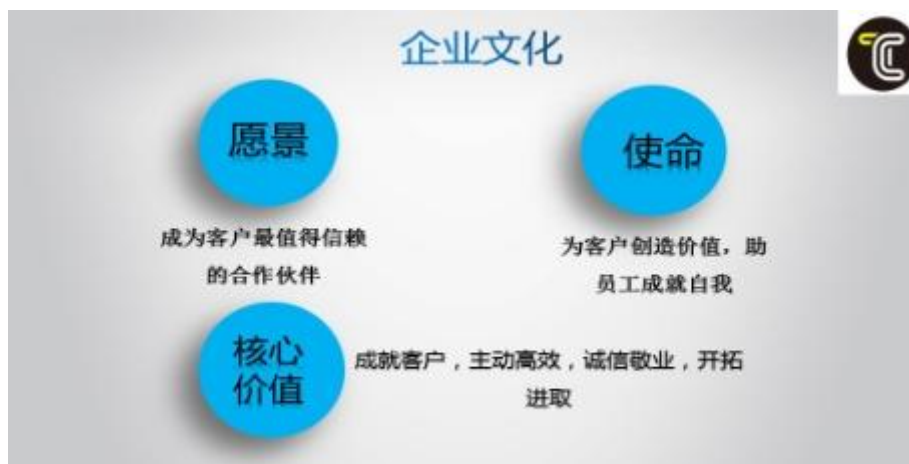 企业文化
愿景
使命
成为客户最值得信赖
的合作伙伴
为客户创造价值，助
员工成就自我
核心
价值
成就客户，主动高效，诚信敬业，开拓
进取